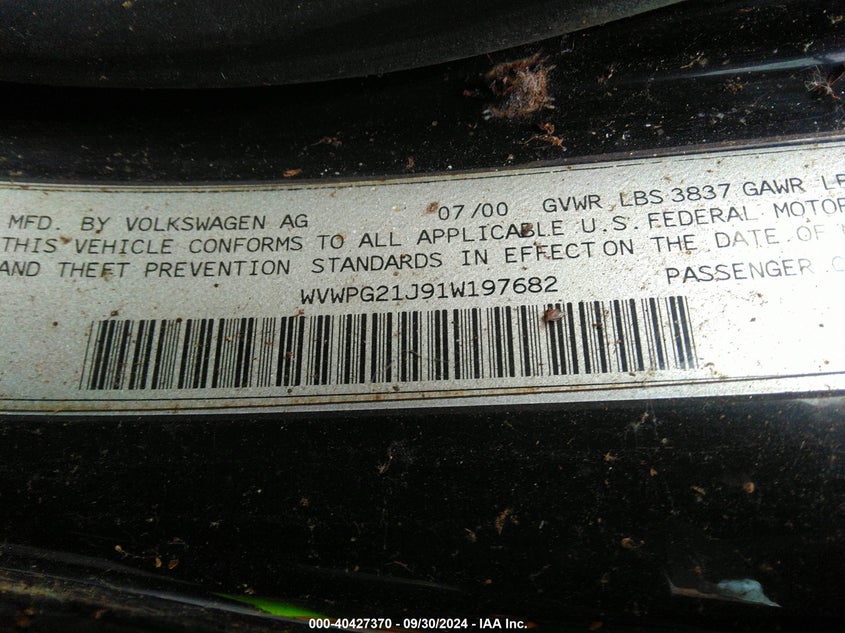 MFD. BY VOLKSWAGEN AG 07/00 GVWR LBS 3837 GAWR
THIS VEHICLE CONFORMS TO ALL APPLICABLE U.S. FEDERAL MOTOR
AND THEFT PREVENTION STANDARDS IN EFFECT ON THE DATE OF
WVWPG21J91W197682 PASSENGER
000-40427370 - 09/30/2024 - IAA Inc.